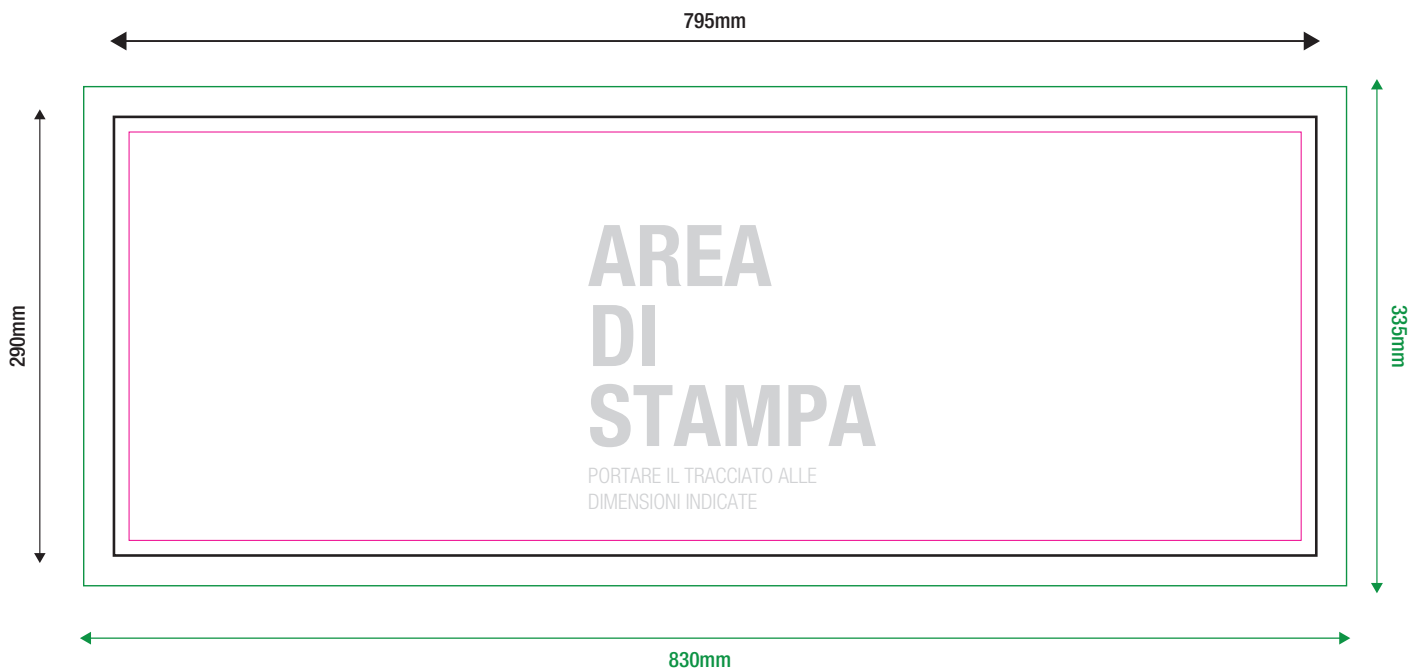 795mm
290mm
AREA
DI
STAMPA
PORTARE IL TRACCIATO ALLE
DIMENSIONI INDICATE
335mm
830mm